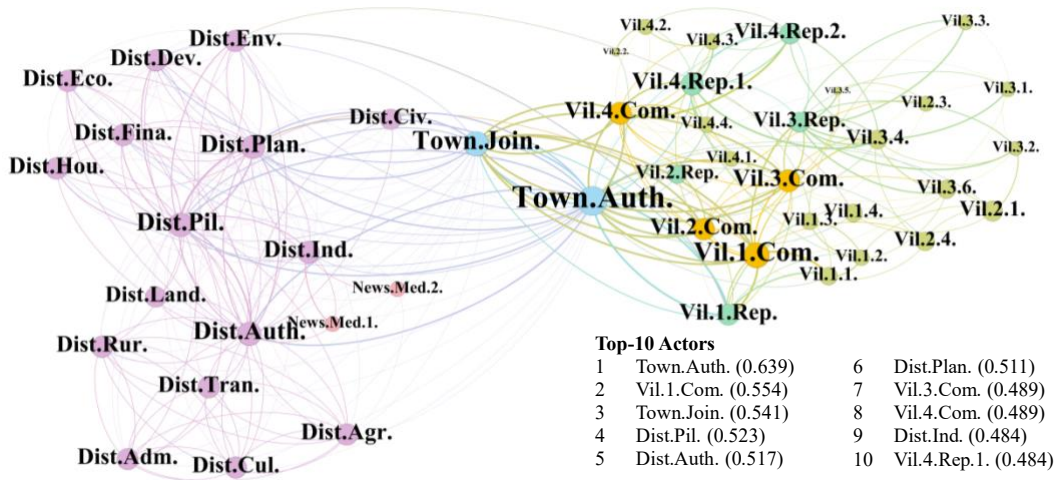 Vil.4.2.
Vil.3.3.
Dist.Env.
Vil.4.3.
Vil.4.Rep.2.
Vil.2.2.
Dist.Dev.
Dist.Eco.
Vil.4.Rep.1.
Vil.3.5.
Vil.3.1.
Vil.2.3.
Vil.4.Com.
Dist.Civ.
Vil.4.4.
Vil.3.Rep.
Dist.Fina.
Dist.Plan.
Town.Join.
Vil.3.4.
Vil.3.2.
Vil.4.1.
Dist.Hou.
Vil.2.Rep.
Vil.3.Com.
Vil.3.6.
Town.Auth.
Vil.2.1.
Dist.Pil.
Vil.1.3.
Vil.1.4.
Vil.2.Com.
Vil.2.4.
Dist.Ind.
Vil.1.Com.
Vil.1.2.
Vil.1.1.
News.Med.2.
Dist.Land.
Vil.1.Rep.
Dist.Auth.
News.Med.1.
Dist.Rur.
Dist.Tran.
Dist.Agr.
Dist.Adm.
Dist.Cul.
Top-10 Actors
1 Town.Auth. (0.639)
2 Vil.1.Com. (0.554)
3 Town.Join. (0.541)
4 Dist.Pil. (0.523)
5 Dist.Auth. (0.517)
6 Dist.Plan. (0.511)
7 Vil.3.Com. (0.489)
8 Vil.4.Com. (0.489)
9 Dist.Ind. (0.484)
10 Vil.4.Rep.1. (0.484)